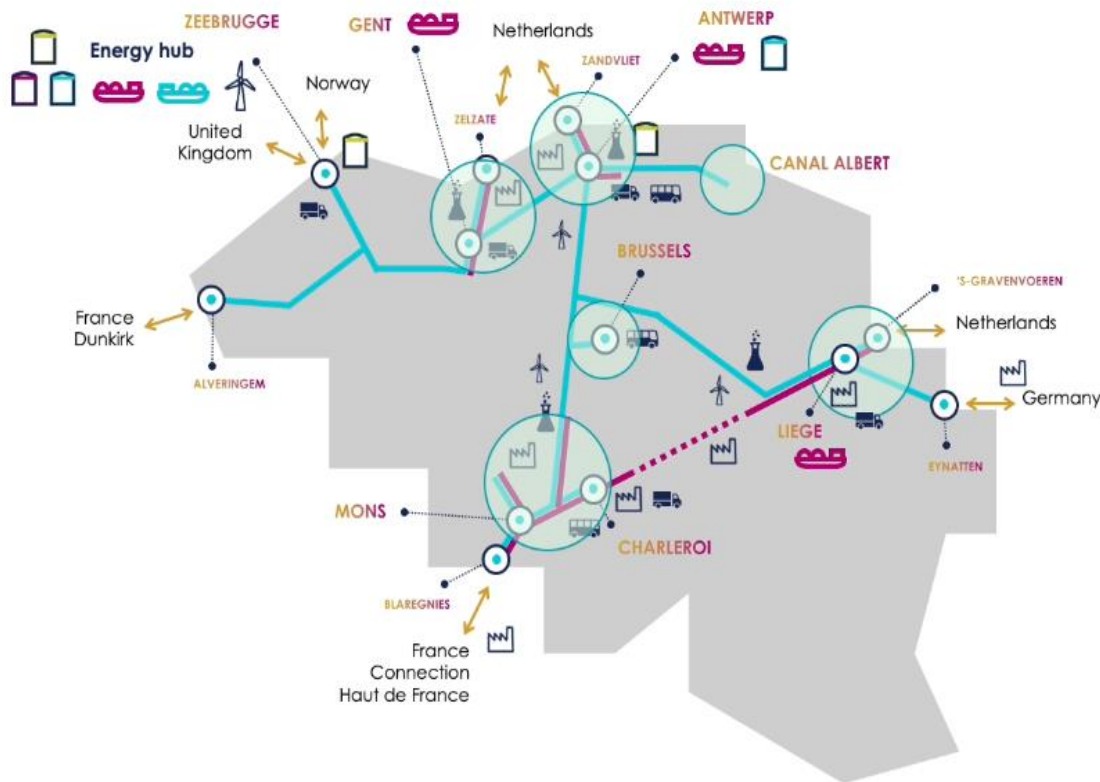 ZEEBRUGGE
GENT
Netherlands
ANTWERP
Energy hub
ZANDVLIET
Norway
ZELZATE
United
Kingdom
CANAL ALBERT
BRUSSELS
'S-GRAVENVOEREN
France
Dunkirk
Netherlands
ALVERINGEM
Germany
LIEGE
EYNATTEN
MONS
CHARLEROI
BLAREGNIES
France
Connection
Haut de France